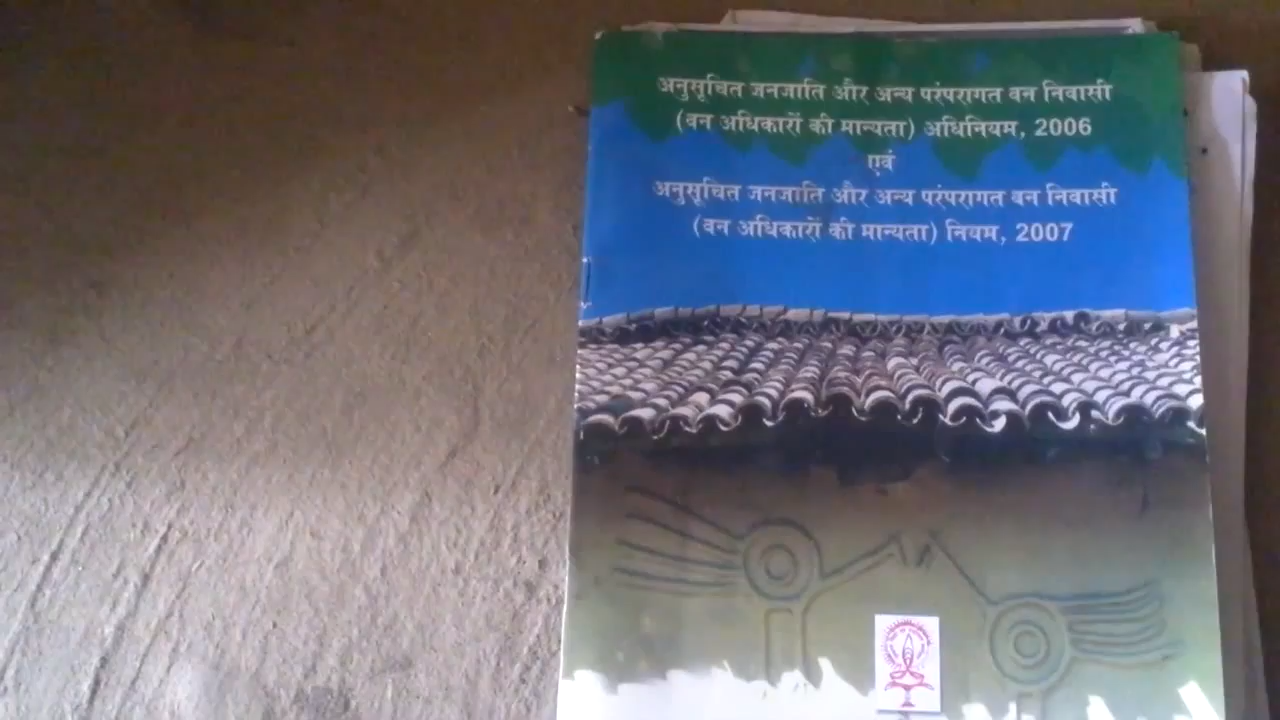 अनुसूचित जनजाति और अन्य परंपरागत वन निवासी
(वन अधिकारों की मान्यता) अधिनियम, 2006
एवं
अनुसूचित जनजाति और अन्य परंपरागत वन निवासी
(वन अधिकारों की मान्यता) नियम, 2007